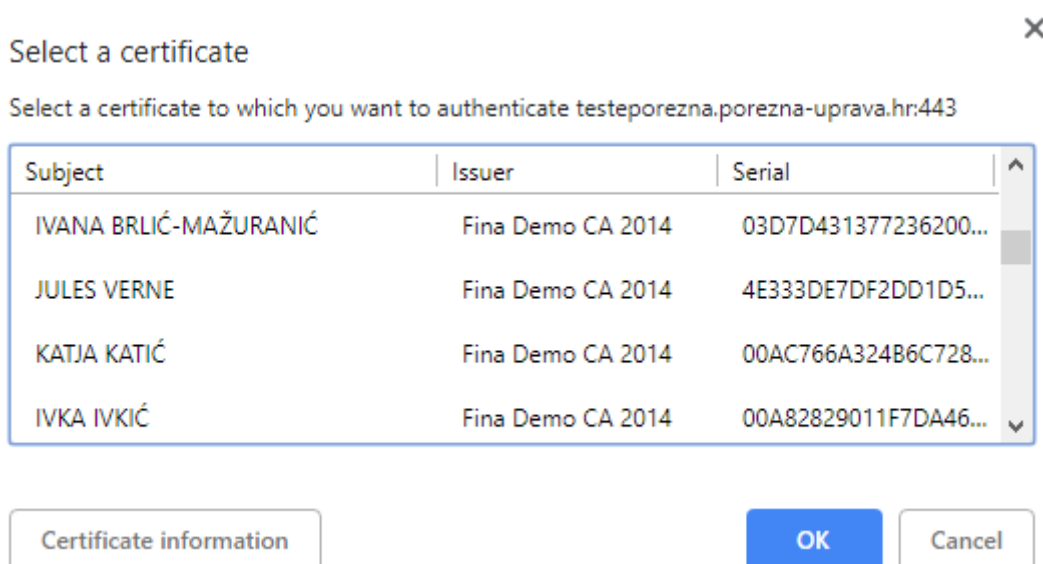 Select a certificate
Select a certificate to which you want to authenticate testeporezna.porezna-uprava.hr:443
Subject Issuer Serial
IVANA BRLIĆ-MAŽURANIĆ Fina Demo CA 2014 03D7D431377236200...
JULES VERNE Fina Demo CA 2014 4E333DE7DF2DD1D5...
KATJA KATIĆ Fina Demo CA 2014 00AC766A324B6C728...
IVKA IVKIĆ Fina Demo CA 2014 00A82829011F7DA46...
Certificate information OK Cancel